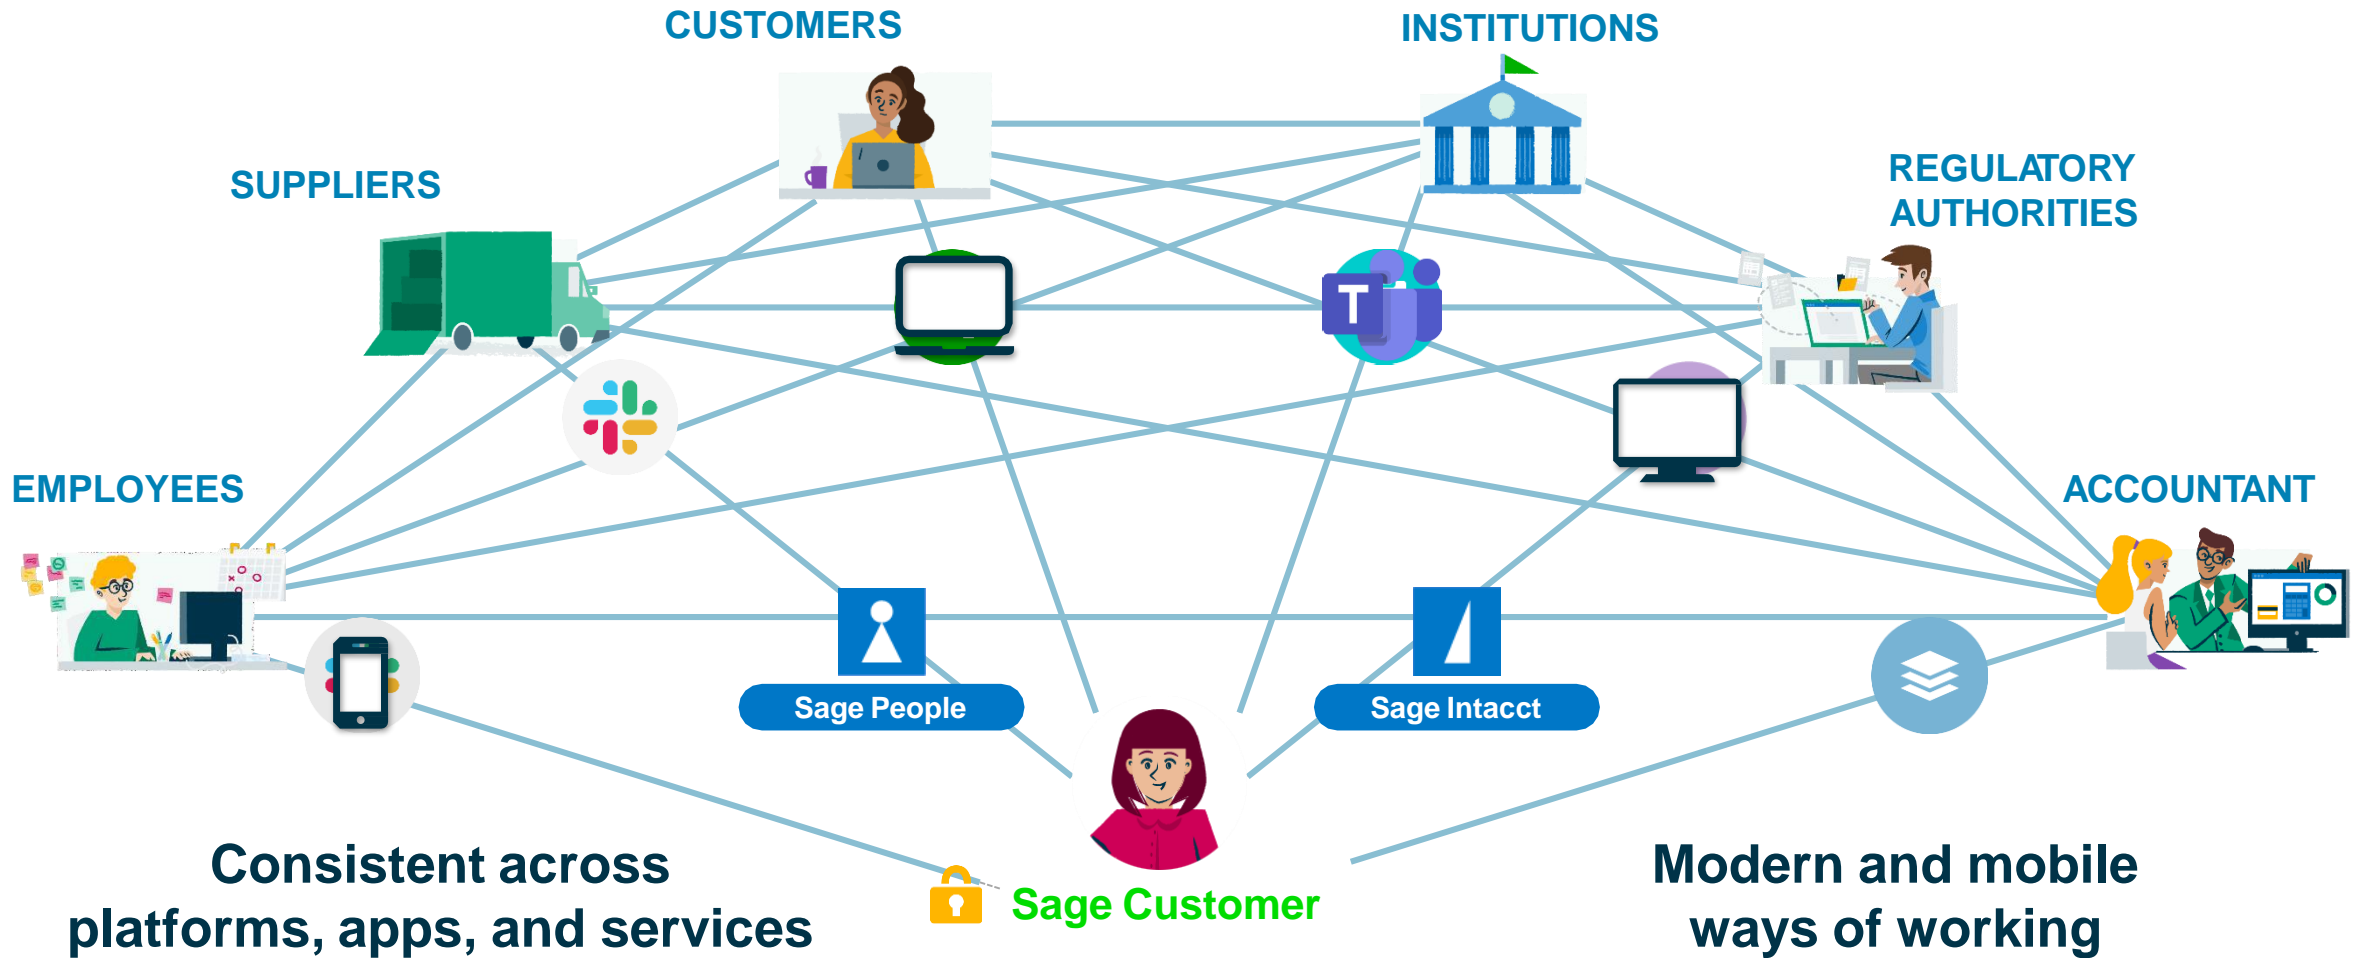 CUSTOMERS
INSTITUTIONS
SUPPLIERS
REGULATORY
AUTHORITIES
T
EMPLOYEES
ACCOUNTANT
Sage People
Sage Intacct
Sage Customer
Consistent across
platforms, apps, and services
Modern and mobile
ways of working